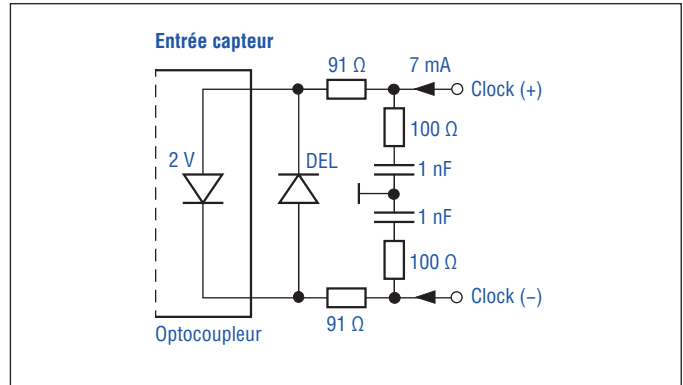 Entrée capteur
91 Ω
7 mA
Clock (+)
100 Ω
2 V
DEL
1 nF
1 nF
100 Ω
Clock (–)
91 Ω
Optocoupleur